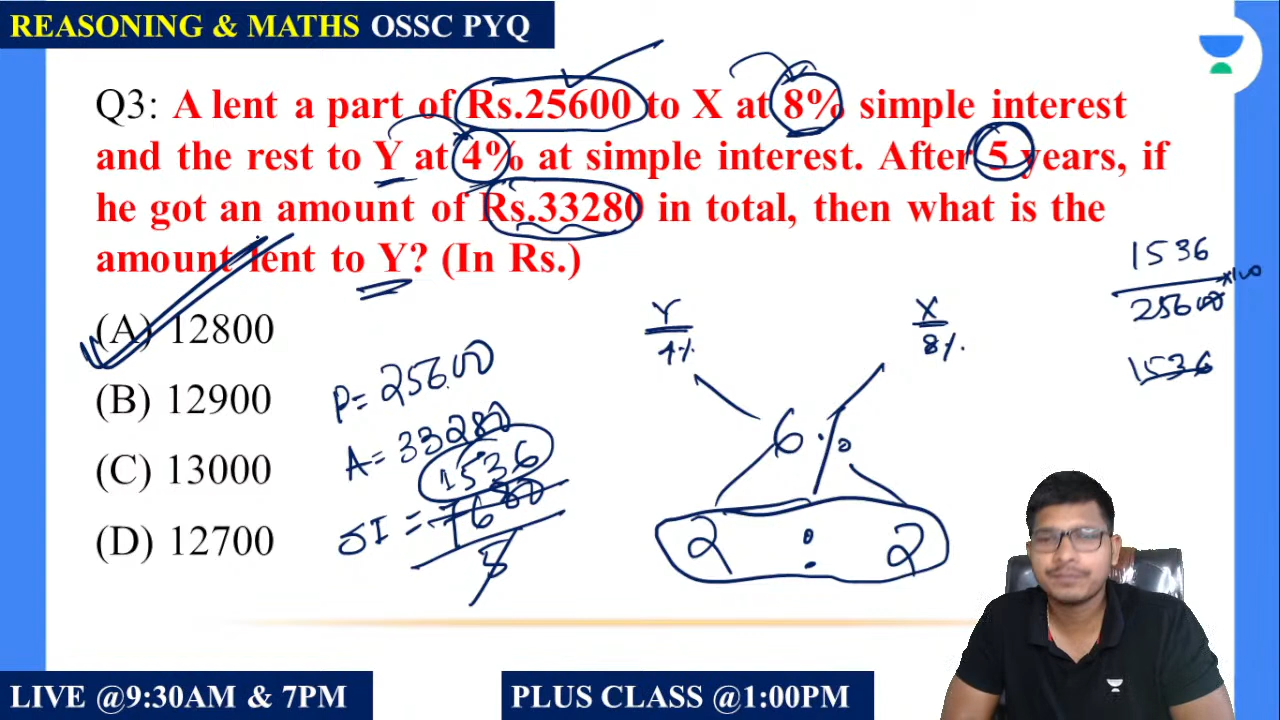 REASONING & MATHS OSSC PYQ
Q3: A lent a part of Rs.25600 to X at 8% simple interest
and the rest to Y at 4% at simple interest. After 5 years, if
he got an amount of Rs.33280 in total, then what is the
amount lent to Y? (In Rs.)
(A) 12800
(B) 12900
(C) 13000
(D) 12700
P= 25600
A= 33280
1536
SI = 7680
5
Y
4%
X
8%
6%
2 : 2
1536
25600 ×100
1536
LIVE @9:30AM & 7PM
PLUS CLASS @1:00PM